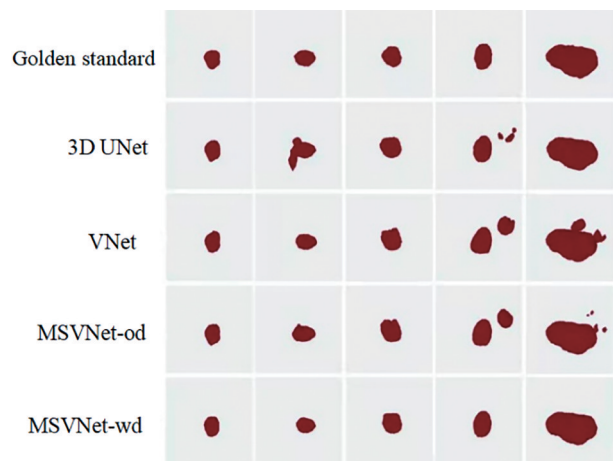 Golden standard
3D UNet
VNet
MSVNet-od
MSVNet-wd